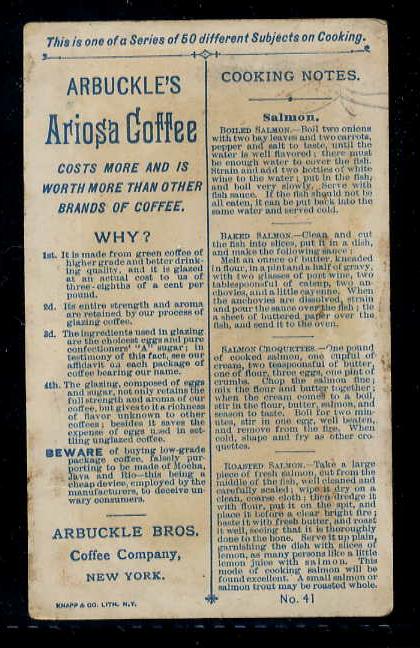 This is one of a Series of 50 different Subjects on Cooking.
ARBUCKLE'S
Ariosa Coffee
COSTS MORE AND IS
WORTH MORE THAN OTHER
BRANDS OF COFFEE.
WHY?
1st. It is made from green coffee of
higher grade and better drink-
ing quality, and it is glazed
at an actual cost to us of
three-eighths of a cent per
pound.
2d. Its entire strength and aroma
are retained by our process of
glazing coffee.
3d. The ingredients used in glazing
are the choicest eggs and pure
confectioners' "A" sugar; in
testimony of this fact, see our
affidavit on each package of
coffee bearing our name.
4th. The glazing, composed of eggs
and sugar, not only retains the
full strength and aroma of our
coffee, but gives to it a richness
of flavor unknown to other
coffees; besides it saves the
expense of eggs used in set-
tling unglazed coffee.
BEWARE of buying low-grade
package coffee, falsely pur-
porting to be made of Mocha,
Java and Rio—this being a
cheap device, employed by the
manufacturers, to deceive un-
wary consumers.
ARBUCKLE BROS.
Coffee Company,
NEW YORK.
KNAPP & CO. LITH. N.Y.
COOKING NOTES.
Salmon.
BOILED SALMON.—Boil two onions
with two bay leaves and two carrots,
pepper and salt to taste, until the
water is well flavored; there must
be enough water to cover the fish.
Strain and add two bottles of white
wine to the water; put in the fish,
and boil very slowly. Serve with
fish sauce. If the fish should not be
all eaten, it can be put back into the
same water and served cold.
BAKED SALMON.—Clean and cut
the fish into slices, put it in a dish,
and make the following sauce:
Melt an ounce of butter, kneaded
in flour, in a pint and a half of gravy,
with two glasses of port wine, two
tablespoonful of catsup, two an-
chovies, and a little cayenne. When
the anchovies are dissolved, strain
and pour the sauce over the fish; tie
a sheet of buttered paper over the
fish, and send it to the oven.
SALMON CROQUETTES.—One pound
of cooked salmon, one cupful of
cream, two teaspoonful of butter,
one of flour, three eggs, one pint of
crumbs. Chop the salmon fine;
mix the flour and butter together;
when the cream comes to a boil,
stir in the flour, butter, salmon, and
season to taste. Boil for two min-
utes, stir in one egg, well beaten,
and remove from the fire. When
cold, shape and fry as other cro-
quettes.
ROASTED SALMON.—Take a large
piece of fresh salmon, cut from the
middle of the fish, well cleaned and
carefully scaled; wipe it dry on a
clean, coarse cloth; then dredge it
with flour, put it on the spit, and
place it before a clear bright fire;
baste it with fresh butter, and roast
it well, seeing that it is thoroughly
done to the bone. Serve it up plain,
garnishing the dish with slices of
lemon, as many persons like a little
lemon juice with salmon. This
mode of cooking salmon will be
found excellent. A small salmon or
salmon trout may be roasted whole.
No. 41